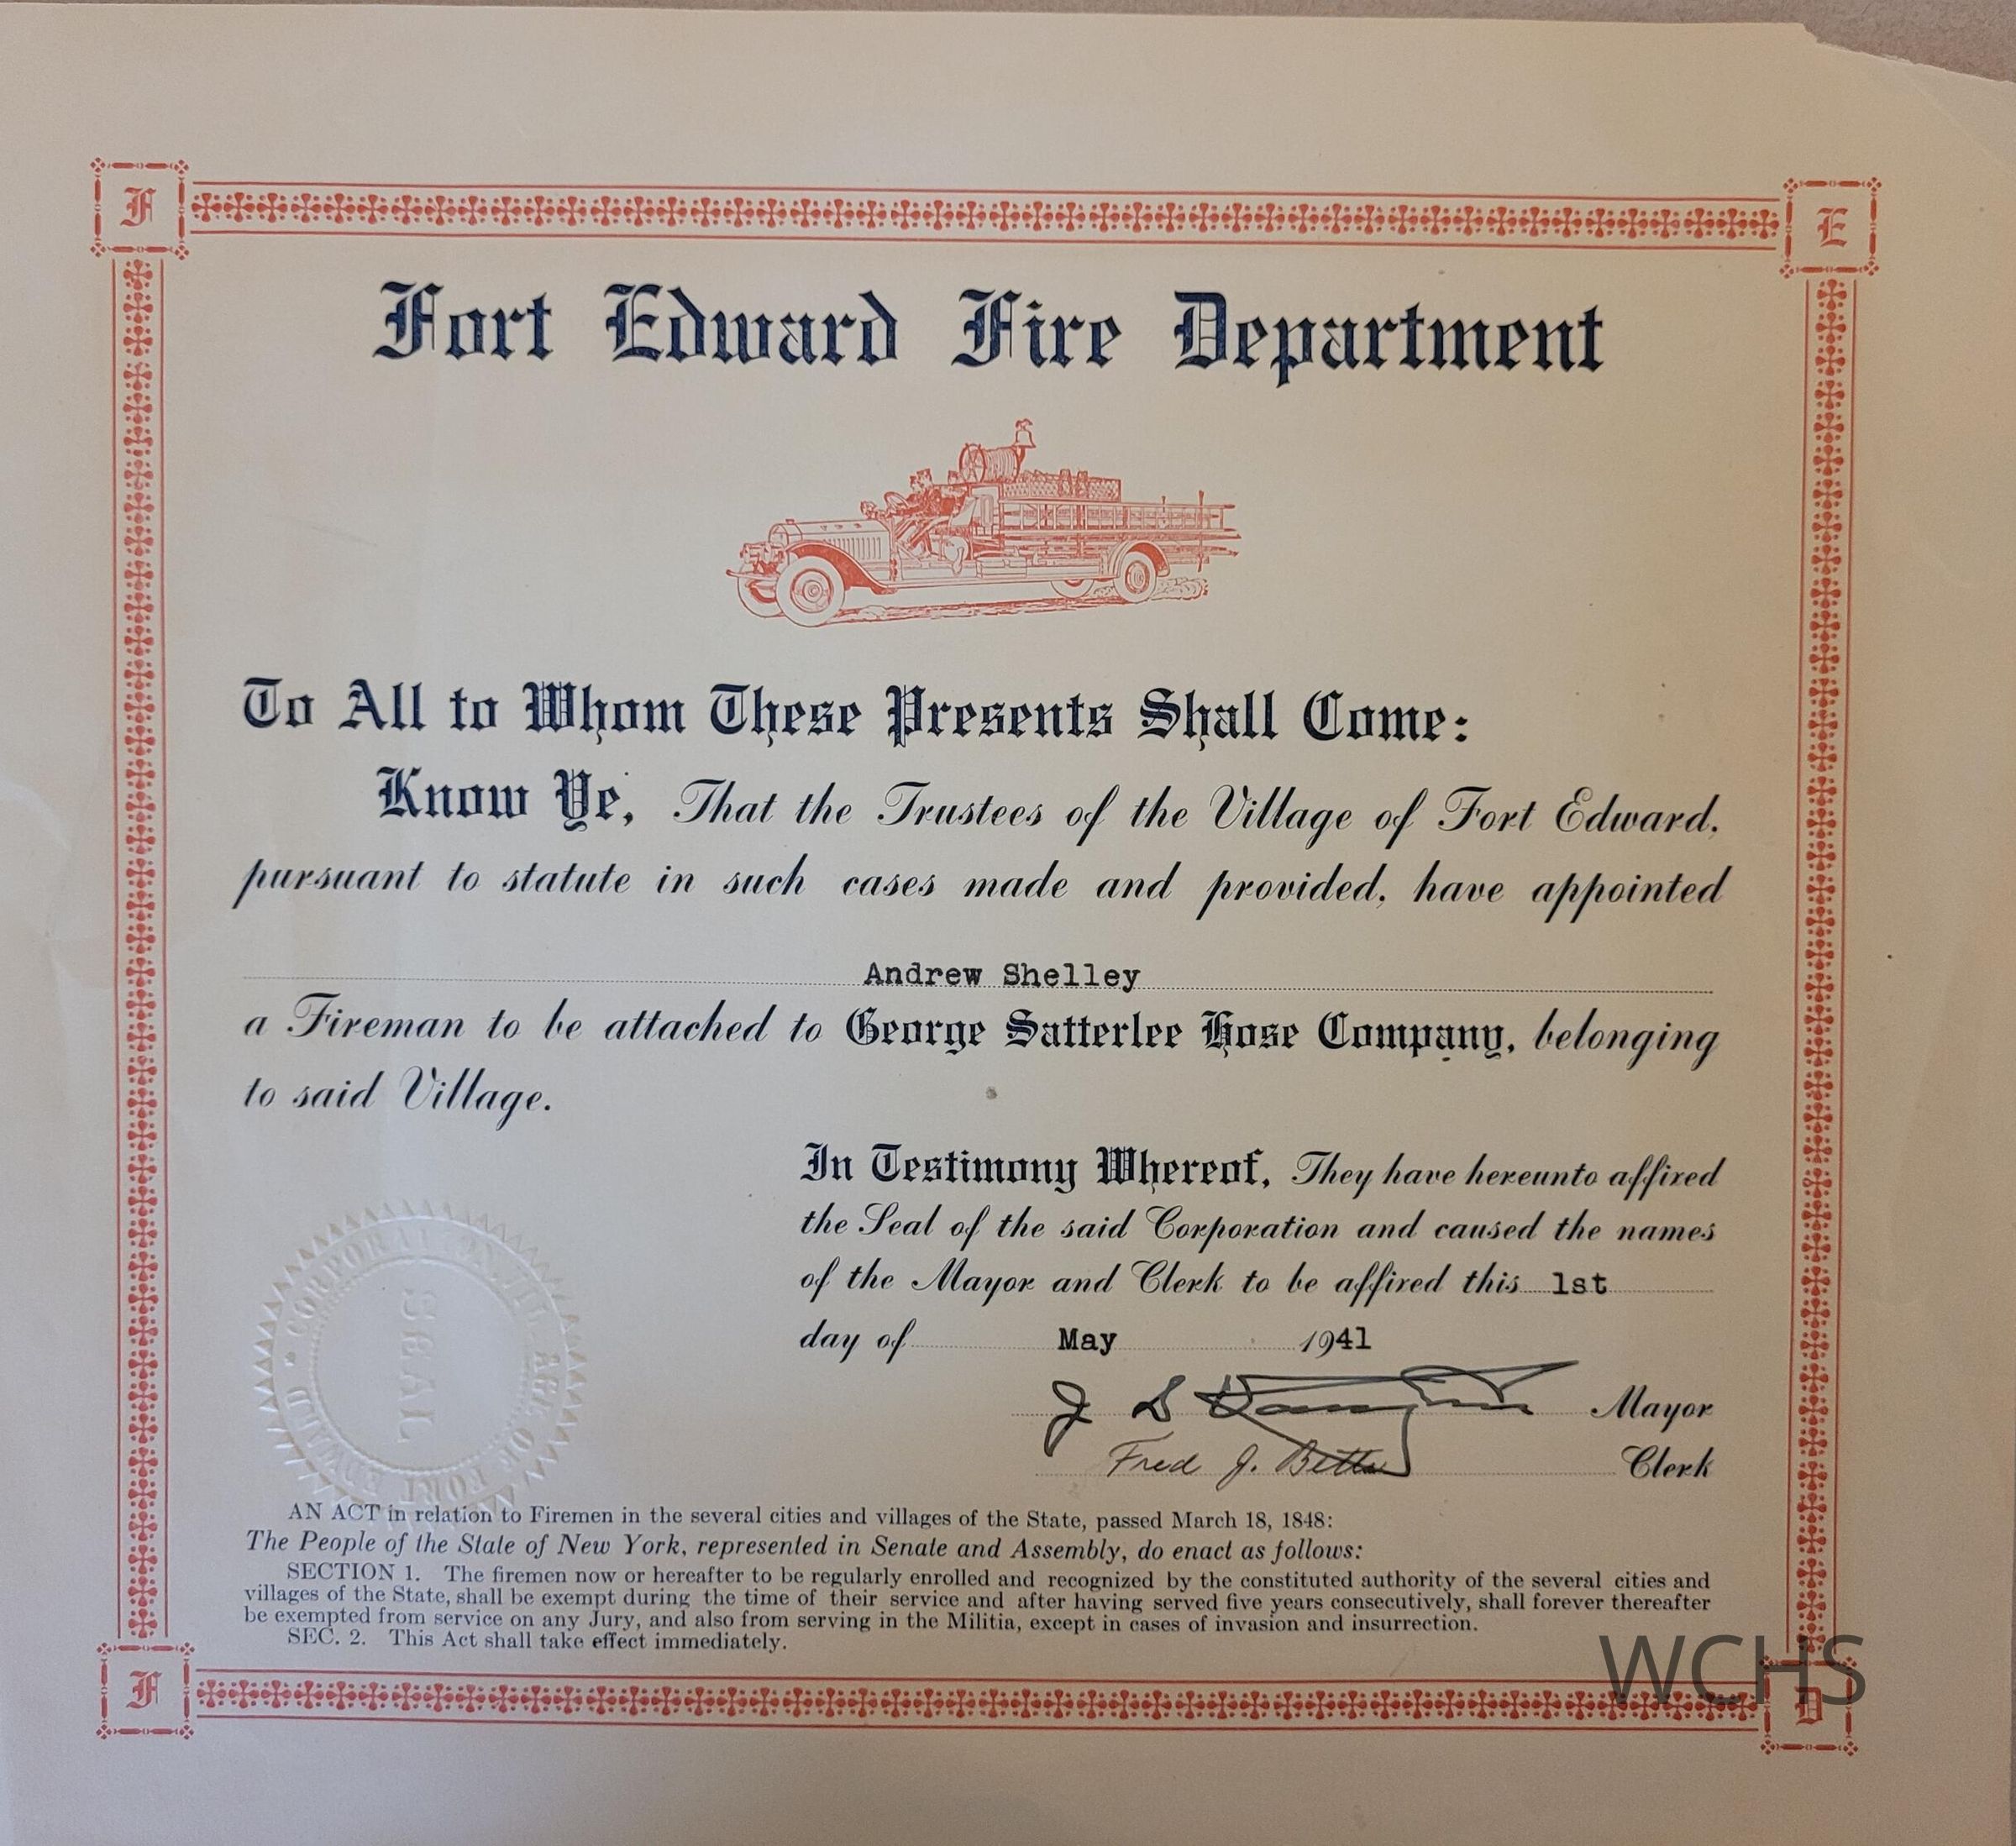 F
E
Fort Edward Fire Department
To All to Whom These Presents Shall Come:
Know Ye, That the Trustees of the Village of Fort Edward,
pursuant to statute in such cases made and provided, have appointed
Andrew Shelley
a Fireman to be attached to George Satterlee Hose Company, belonging
to said Village.
In Testimony Whereof, They have hereunto affixed
the Seal of the said Corporation and caused the names
of the Mayor and Clerk to be affixed this 1st
day of May 1941
J S Mayor
Fred J. Betts Clerk
CORPORATION VILLAGE OF FORT EDWARD
SEAL
AN ACT in relation to Firemen in the several cities and villages of the State, passed March 18, 1848:
The People of the State of New York, represented in Senate and Assembly, do enact as follows:
SECTION 1. The firemen now or hereafter to be regularly enrolled and recognized by the constituted authority of the several cities and
villages of the State, shall be exempt during the time of their service and after having served five years consecutively, shall forever thereafter
be exempted from service on any Jury, and also from serving in the Militia, except in cases of invasion and insurrection.
SEC. 2. This Act shall take effect immediately.
WCHS
F
D